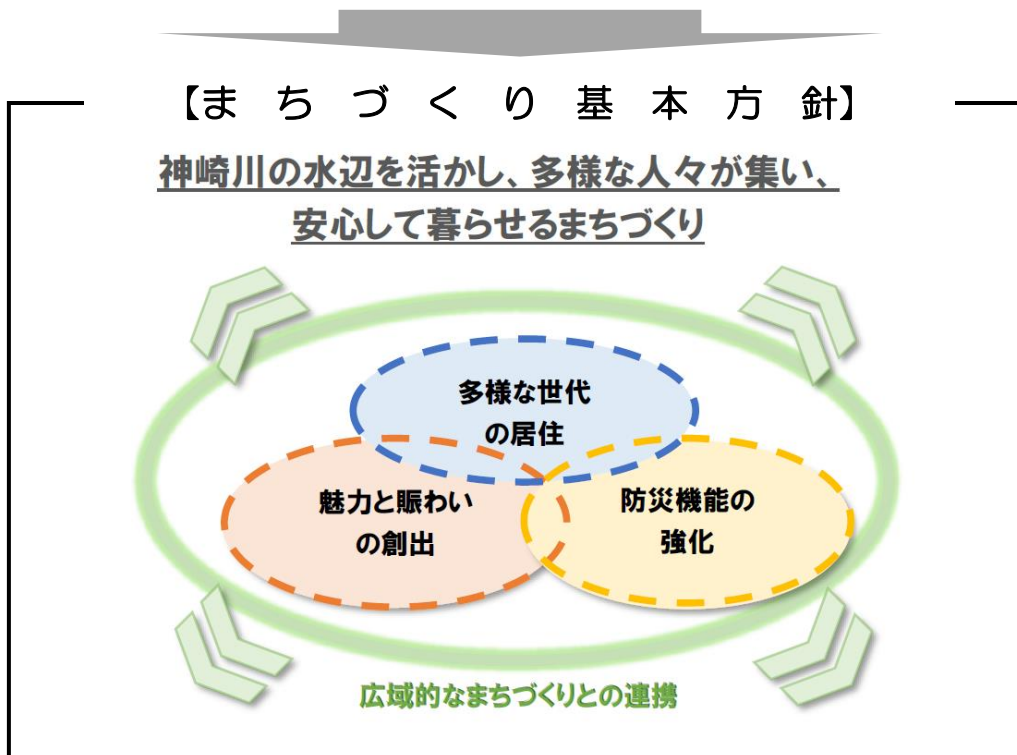 【まちづくり基本方針】
神崎川の水辺を活かし、多様な人々が集い、
安心して暮らせるまちづくり
多様な世代
の居住
魅力と賑わい
の創出
防災機能の
強化
広域的なまちづくりとの連携